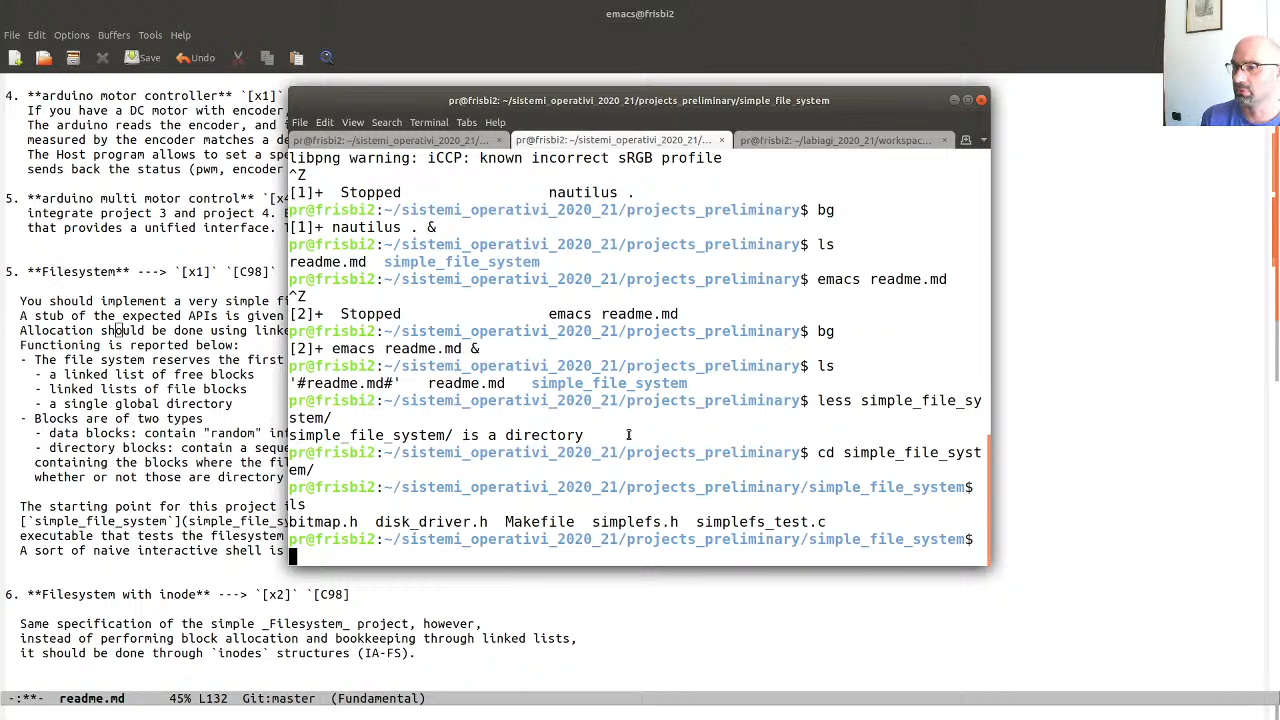 emacs@frisbi2
File Edit Options Buffers Tools Help
Save Undo
4. **arduino motor controller** `[x1]`
If you have a DC motor with encoder
The arduino reads the encoder, and
measured by the encoder matches a de
The Host program allows to set a spe
sends back the status (pwm, encoder
5. **arduino multi motor control** `[x4
integrate project 3 and project 4. E
that provides a unified interface. T
5. **Filesystem** ---> `[x1]` `[C98]`
You should implement a very simple fi
A stub of the expected APIs is given
Allocation should be done using linke
Functioning is reported below:
- The file system reserves the first
- a linked list of free blocks
- linked lists of file blocks
- a single global directory
- Blocks are of two types
- data blocks: contain "random" inf
- directory blocks: contain a seque
containing the blocks where the fil
whether or not those are directory
The starting point for this project i
[`simple_file_system`](simple_file_sy
executable that tests the filesystem
A sort of naive interactive shell is
6. **Filesystem with inode** ---> `[x2]` `[C98]
Same specification of the simple _Filesystem_ project, however,
instead of performing block allocation and bookkeeping through linked lists,
it should be done through `inodes` structures (IA-FS).
-:**- readme.md 45% L132 Git:master (Fundamental)
pr@frisbi2: ~/sistemi_operativi_2020_21/projects_preliminary/simple_file_system
File Edit View Search Terminal Tabs Help
pr@frisbi2: ~/sistemi_operativi_2020_21/... × pr@frisbi2: ~/sistemi_operativi_2020_21/... × pr@frisbi2: ~/labiagi_2020_21/workspac... ×
libpng warning: iCCP: known incorrect sRGB profile
^Z
[1]+ Stopped nautilus .
pr@frisbi2:~/sistemi_operativi_2020_21/projects_preliminary$ bg
[1]+ nautilus . &
pr@frisbi2:~/sistemi_operativi_2020_21/projects_preliminary$ ls
readme.md simple_file_system
pr@frisbi2:~/sistemi_operativi_2020_21/projects_preliminary$ emacs readme.md
^Z
[2]+ Stopped emacs readme.md
pr@frisbi2:~/sistemi_operativi_2020_21/projects_preliminary$ bg
[2]+ emacs readme.md &
pr@frisbi2:~/sistemi_operativi_2020_21/projects_preliminary$ ls
'#readme.md#' readme.md simple_file_system
pr@frisbi2:~/sistemi_operativi_2020_21/projects_preliminary$ less simple_file_sy
stem/
simple_file_system/ is a directory
pr@frisbi2:~/sistemi_operativi_2020_21/projects_preliminary$ cd simple_file_syst
em/
pr@frisbi2:~/sistemi_operativi_2020_21/projects_preliminary/simple_file_system$
ls
bitmap.h disk_driver.h Makefile simplefs.h simplefs_test.c
pr@frisbi2:~/sistemi_operativi_2020_21/projects_preliminary/simple_file_system$